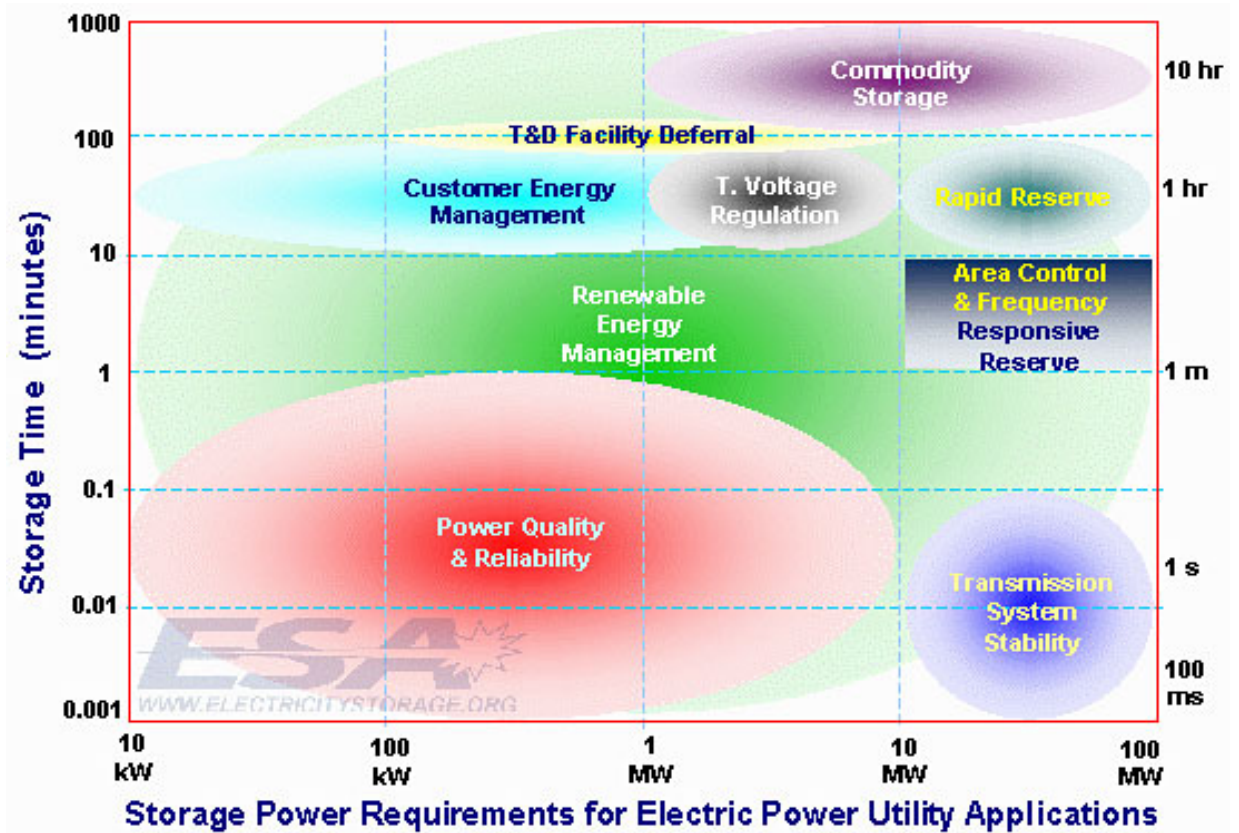 1000
100
10
1
0.1
0.01
0.001
Storage Time (minutes)
10 hr
1 hr
1 m
1 s
100
ms
Commodity
Storage
T&D Facility Deferral
Customer Energy
Management
T. Voltage
Regulation
Rapid Reserve
Renewable
Energy
Management
Area Control
& Frequency
Responsive
Reserve
Power Quality
& Reliability
Transmission
System
Stability
ESA
WWW.ELECTRICITYSTORAGE.ORG
10
kW
100
kW
1
MW
10
MW
100
MW
Storage Power Requirements for Electric Power Utility Applications